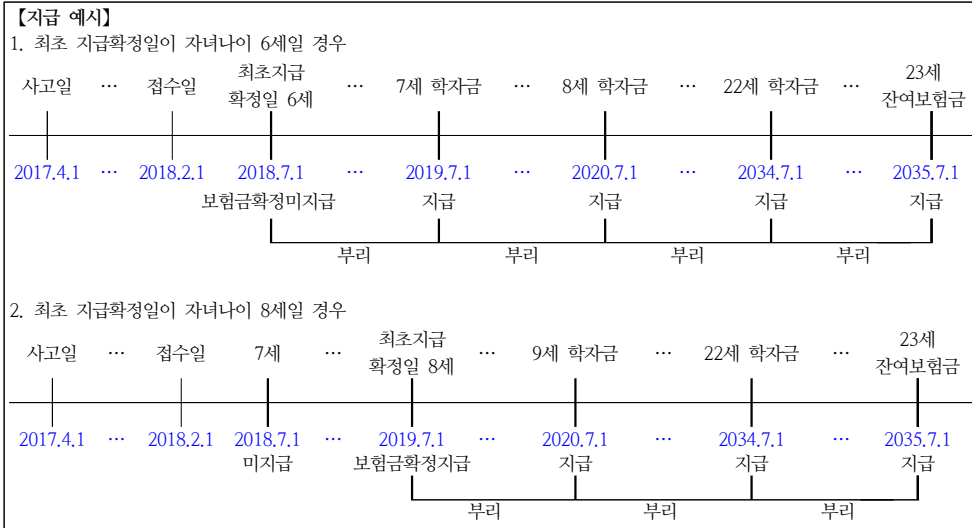 【지급 예시】
1. 최초 지급확정일이 자녀나이 6세일 경우
사고일 … 접수일 최초지급 확정일 6세 … 7세 학자금 … 8세 학자금 … 22세 학자금 … 23세 잔여보험금
2017.4.1 … 2018.2.1 2018.7.1 … 2019.7.1 … 2020.7.1 … 2034.7.1 … 2035.7.1
보험금확정미지급 지급 지급 지급 지급
부리 부리 부리 부리
2. 최초 지급확정일이 자녀나이 8세일 경우
사고일 … 접수일 7세 … 최초지급 확정일 8세 … 9세 학자금 … 22세 학자금 … 23세 잔여보험금
2017.4.1 … 2018.2.1 2018.7.1 … 2019.7.1 … 2020.7.1 … 2034.7.1 … 2035.7.1
미지급 보험금확정지급 지급 지급 지급
부리 부리 부리